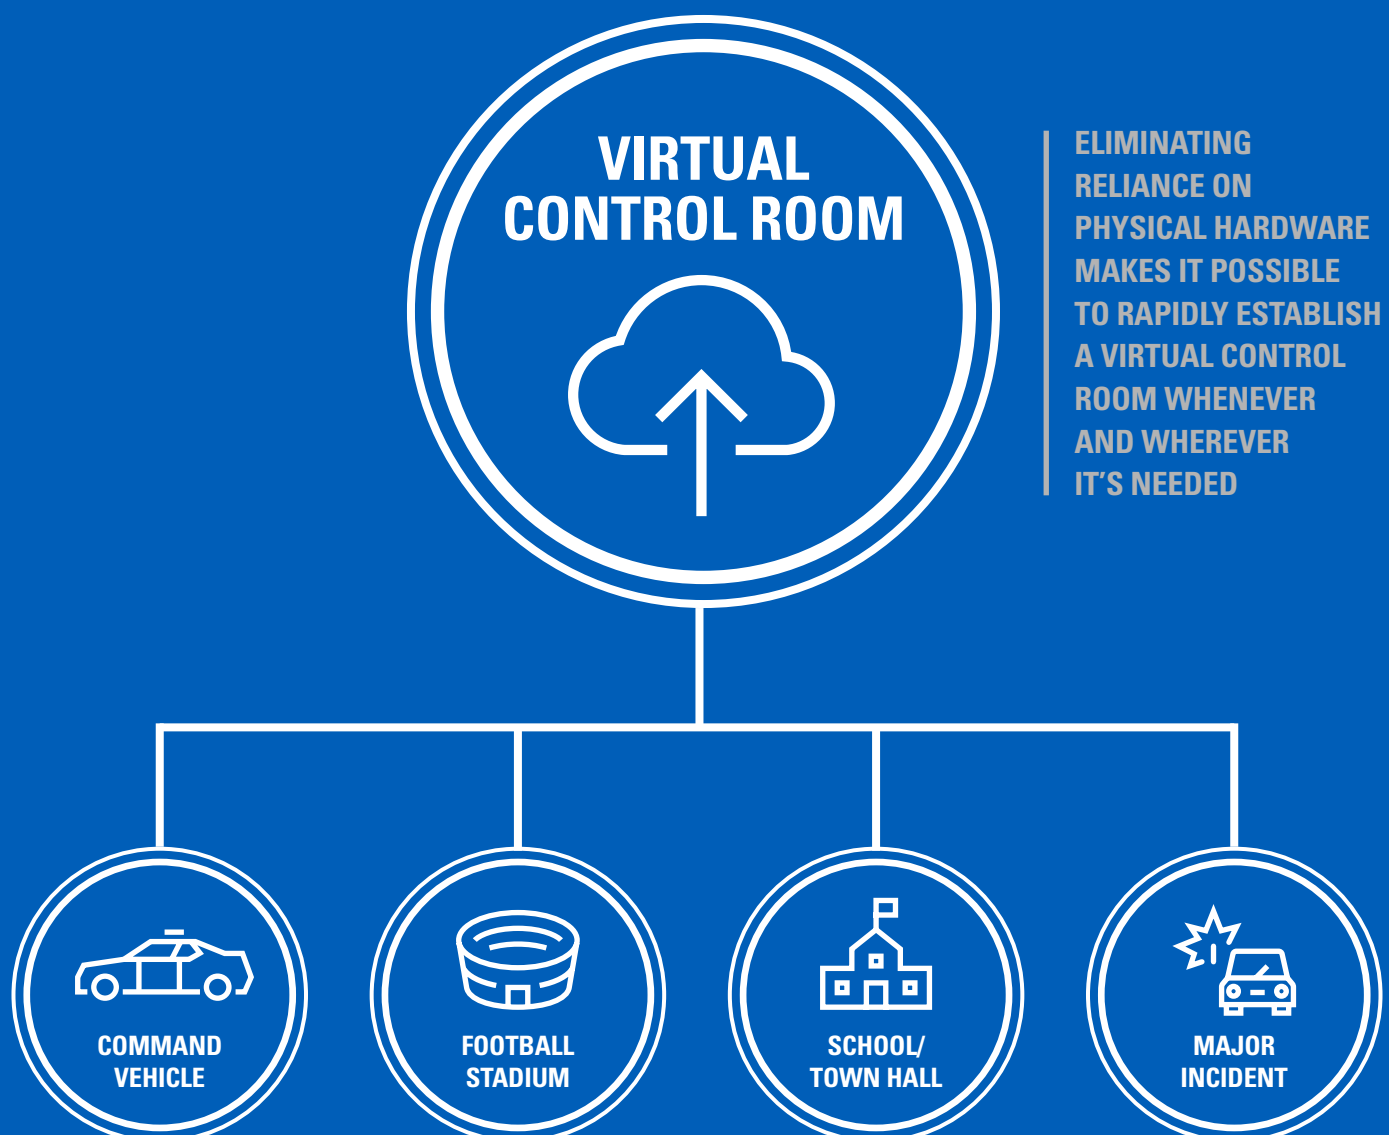 VIRTUAL
CONTROL ROOM
ELIMINATING
RELIANCE ON
PHYSICAL HARDWARE
MAKES IT POSSIBLE
TO RAPIDLY ESTABLISH
A VIRTUAL CONTROL
ROOM WHENEVER
AND WHEREVER
IT’S NEEDED
COMMAND
VEHICLE
FOOTBALL
STADIUM
SCHOOL/
TOWN HALL
MAJOR
INCIDENT